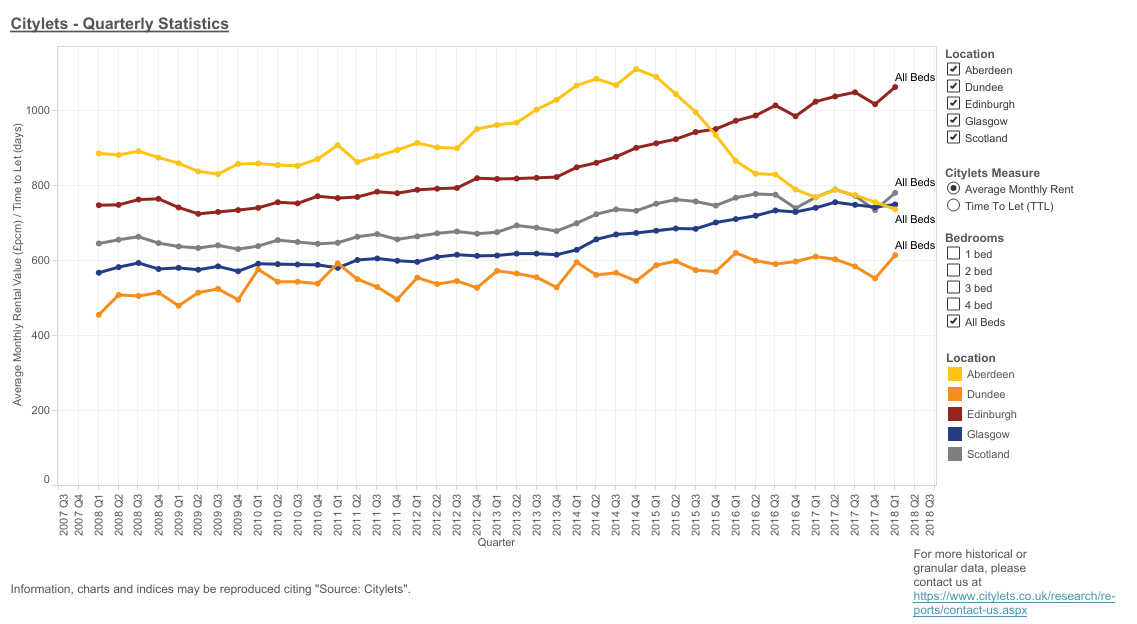 Citylets - Quarterly Statistics
Average Monthly Rental Value (£pcm) / Time to Let (days)
1000
800
600
400
200
0
All Beds
All Beds
All Beds
All Beds
2007 Q3
2007 Q4
2008 Q1
2008 Q2
2008 Q3
2008 Q4
2009 Q1
2009 Q2
2009 Q3
2009 Q4
2010 Q1
2010 Q2
2010 Q3
2010 Q4
2011 Q1
2011 Q2
2011 Q3
2011 Q4
2012 Q1
2012 Q2
2012 Q3
2012 Q4
2013 Q1
2013 Q2
2013 Q3
2013 Q4
2014 Q1
2014 Q2
2014 Q3
2014 Q4
2015 Q1
2015 Q2
2015 Q3
2015 Q4
2016 Q1
2016 Q2
2016 Q3
2016 Q4
2017 Q1
2017 Q2
2017 Q3
2017 Q4
2018 Q1
2018 Q2
2018 Q3
Quarter
Location
Aberdeen
Dundee
Edinburgh
Glasgow
Scotland
Citylets Measure
Average Monthly Rent
Time To Let (TTL)
Bedrooms
1 bed
2 bed
3 bed
4 bed
All Beds
Location
Aberdeen
Dundee
Edinburgh
Glasgow
Scotland
Information, charts and indices may be reproduced citing "Source: Citylets".
For more historical or
granular data, please
contact us at
https://www.citylets.co.uk/research/re-
ports/contact-us.aspx